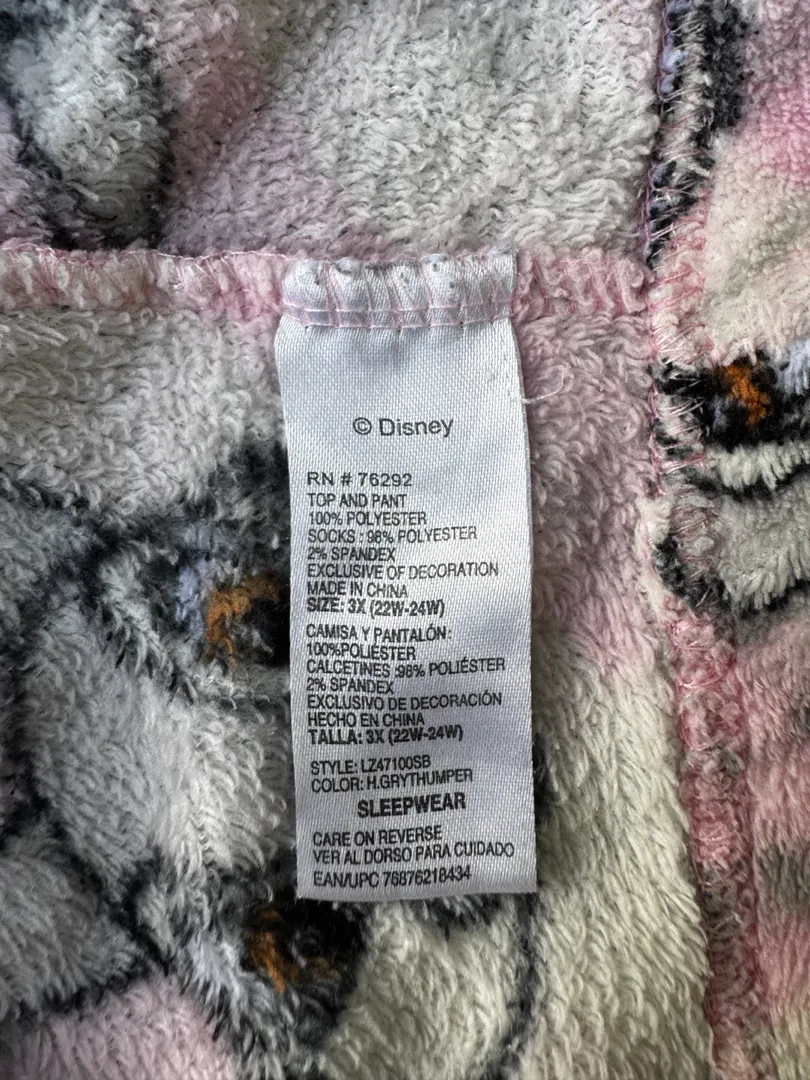 © Disney
RN # 76292
TOP AND PANT
100% POLYESTER
SOCKS : 98% POLYESTER
2% SPANDEX
EXCLUSIVE OF DECORATION
MADE IN CHINA
SIZE: 3X (22W-24W)
CAMISA Y PANTALÓN:
100%POLIÉSTER
CALCETINES :98% POLIÉSTER
2% SPANDEX
EXCLUSIVO DE DECORACIÓN
HECHO EN CHINA
TALLA: 3X (22W-24W)
STYLE: LZ47100SB
COLOR: H.GRYTHUMPER
SLEEPWEAR
CARE ON REVERSE
VER AL DORSO PARA CUIDADO
EAN/UPC 76876218434